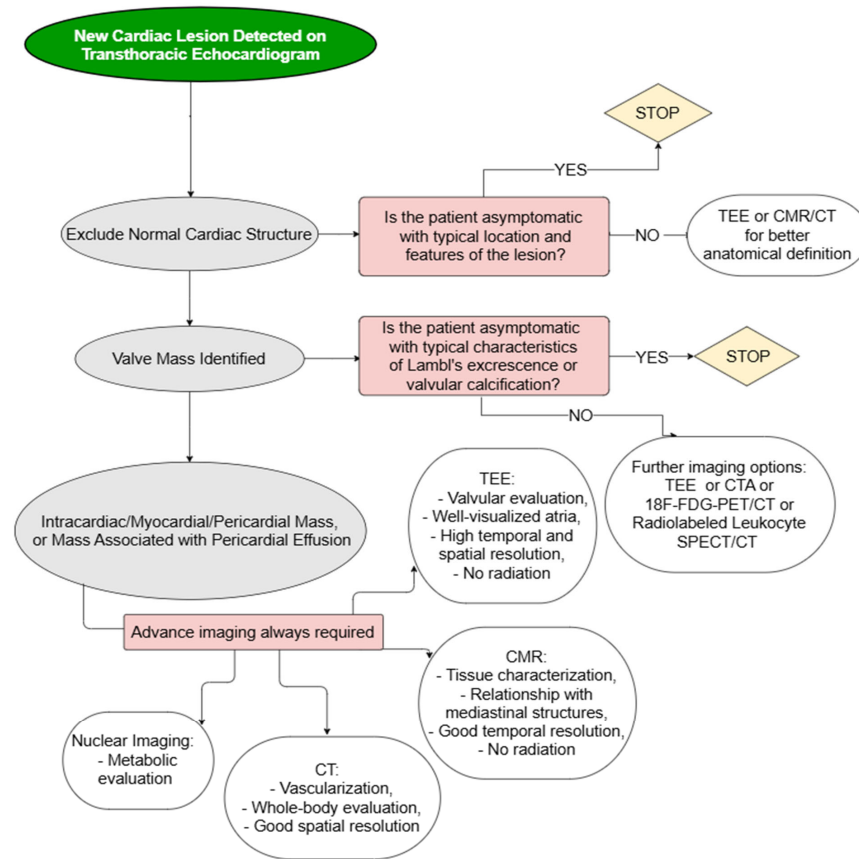 New Cardiac Lesion Detected on
Transthoracic Echocardiogram
STOP
YES
Exclude Normal Cardiac Structure
Is the patient asymptomatic
with typical location and
features of the lesion?
NO
TEE or CMR/CT
for better
anatomical definition
Valve Mass Identified
Is the patient asymptomatic
with typical characteristics
of Lambl's excrescence or
valvular calcification?
YES
STOP
NO
Further imaging options:
TEE or CTA or
18F-FDG-PET/CT or
Radiolabeled Leukocyte
SPECT/CT
Intracardiac/Myocardial/Pericardial Mass,
or Mass Associated with Pericardial Effusion
TEE:
- Valvular evaluation,
- Well-visualized atria,
- High temporal and
spatial resolution,
- No radiation
Advance imaging always required
CMR:
- Tissue characterization,
- Relationship with
mediastinal structures,
- Good temporal resolution,
- No radiation
Nuclear Imaging:
- Metabolic
evaluation
CT:
- Vascularization,
- Whole-body evaluation,
- Good spatial resolution